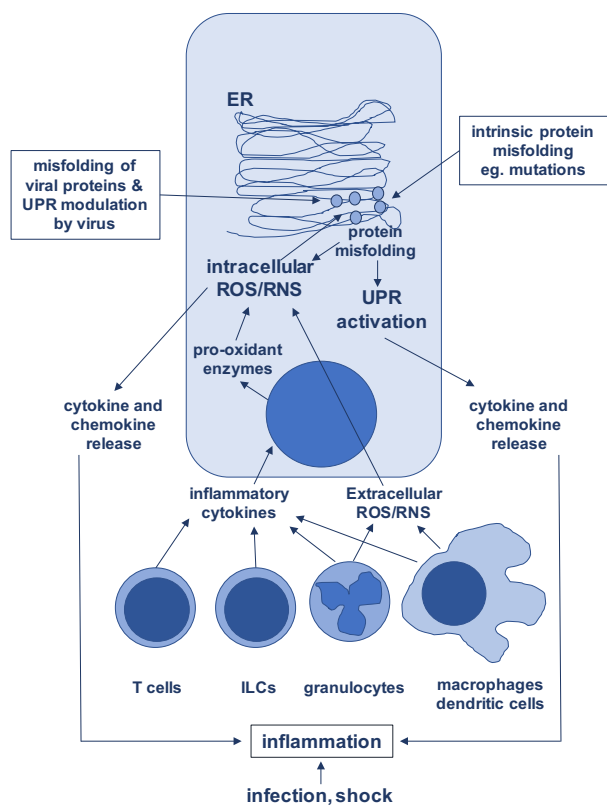 ER
misfolding of
viral proteins &
UPR modulation
by virus
intrinsic protein
misfolding
eg. mutations
protein
misfolding
intracellular
ROS/RNS
UPR
activation
pro-oxidant
enzymes
cytokine and
chemokine
release
cytokine and
chemokine
release
inflammatory
cytokines
Extracellular
ROS/RNS
T cells
ILCs
granulocytes
macrophages
dendritic cells
inflammation
infection, shock